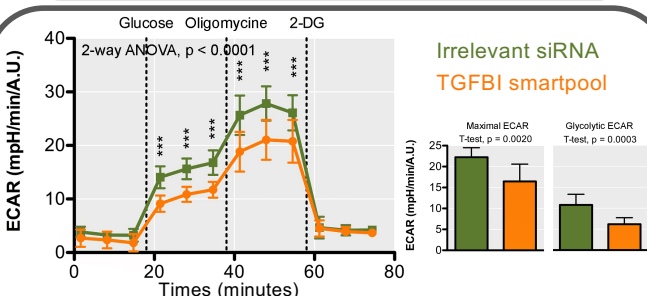 Glucose Oligomycine 2-DG
2-way ANOVA, p < 0.0001
*** *** *** *** *** ***
40
30
20
10
0
0 20 40 60 80
ECAR (mpH/min/A.U.)
Times (minutes)
Irrelevant siRNA
TGFBI smartpool
Maximal ECAR
T-test, p = 0.0020
Glycolytic ECAR
T-test, p = 0.0003
25
20
15
10
5
0
ECAR (mpH/min/A.U.)